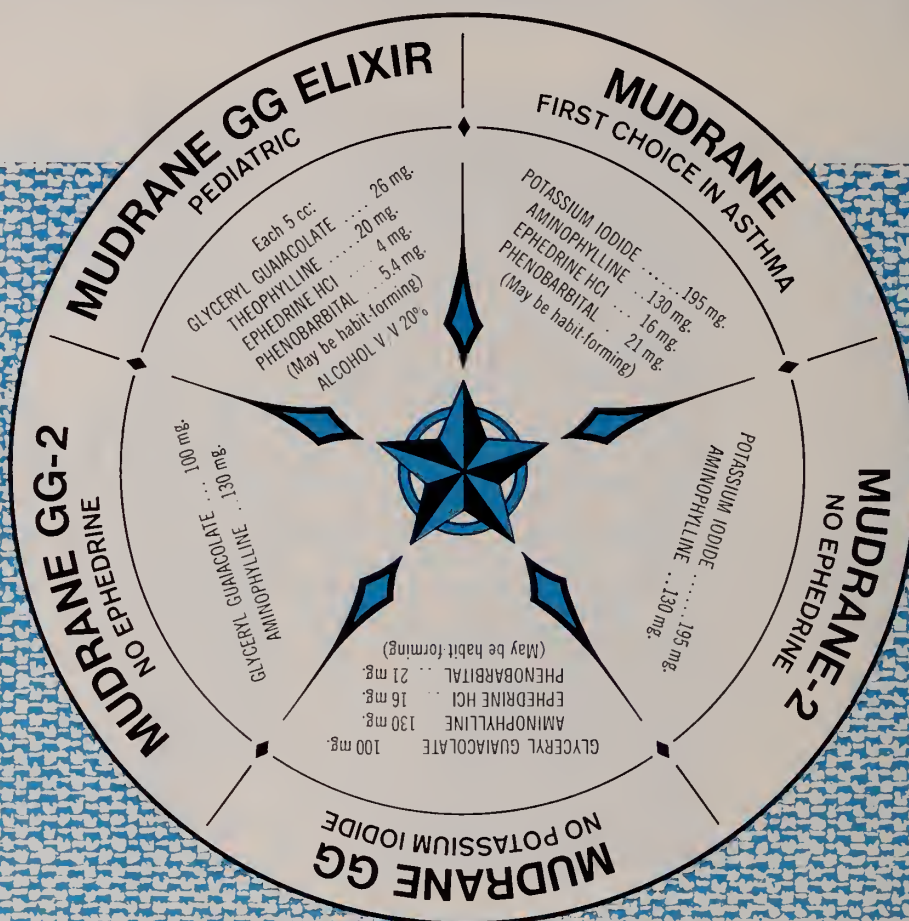 MUDRANE GG ELIXIR
PEDIATRIC
Each 5 cc:
GLYCERYL GUAIACOLATE .... 26 mg.
THEOPHYLLINE ..... 20 mg.
EPHEDRINE HCl .... 4 mg.
PHENOBARBITAL .... 5.4 mg.
(May be habit-forming)
ALCOHOL V/V 20%
MUDRANE
FIRST CHOICE IN ASTHMA
POTASSIUM IODIDE ...... 195 mg.
AMINOPHYLLINE .. 130 mg.
EPHEDRINE HCl .... 16 mg.
PHENOBARBITAL . 21 mg.
(May be habit-forming)
MUDRANE-2
NO EPHEDRINE
POTASSIUM IODIDE ....... 195 mg.
AMINOPHYLLINE .. 130 mg.
MUDRANE GG
NO POTASSIUM IODIDE
GLYCERYL GUAIACOLATE 100 mg.
AMINOPHYLLINE 130 mg.
EPHEDRINE HCl .. 16 mg.
PHENOBARBITAL .. 21 mg.
(May be habit-forming)
MUDRANE GG-2
NO EPHEDRINE
GLYCERYL GUAIACOLATE ... 100 mg.
AMINOPHYLLINE . 130 mg.